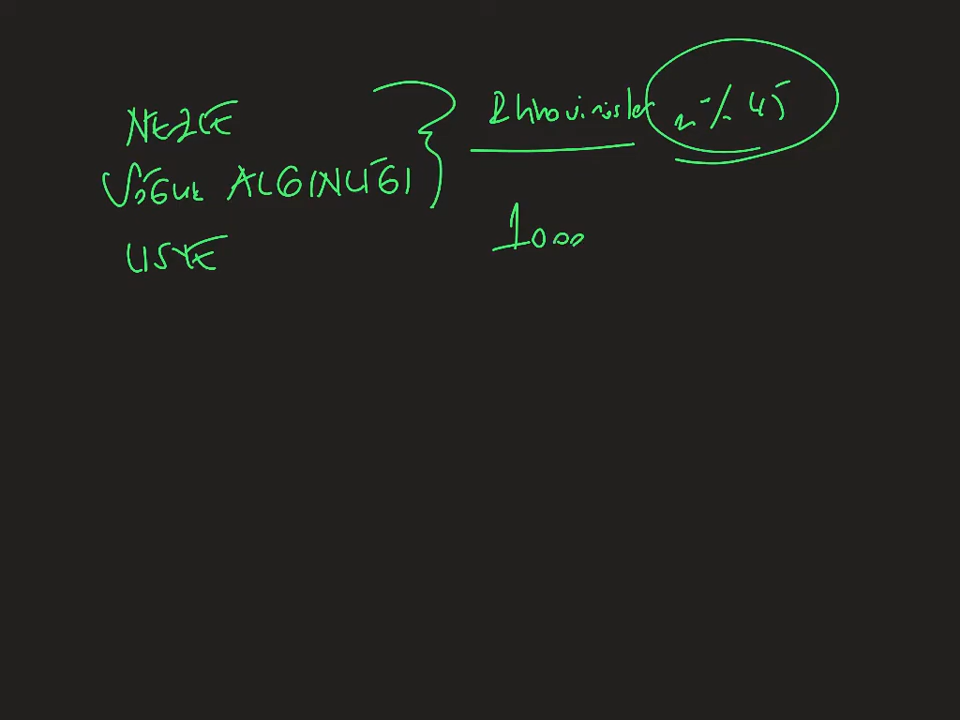 NEZLE
SOĞUK ALGINLIĞI
ÜSYE
Rhinovirüsler ~ % 45
1000